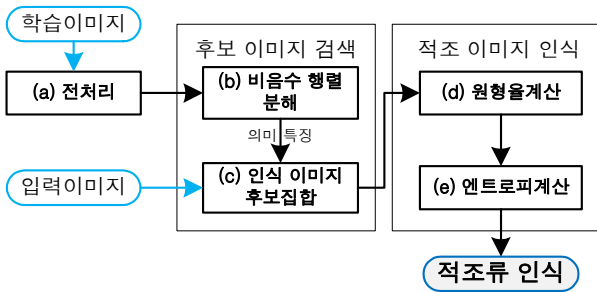 학습이미지
후보 이미지 검색
적조 이미지 인식
(a) 전처리
(b) 비음수 행렬
분해
(d) 원형율계산
의미 특징
입력이미지
(c) 인식 이미지
후보집합
(e) 엔트로피계산
적조류 인식